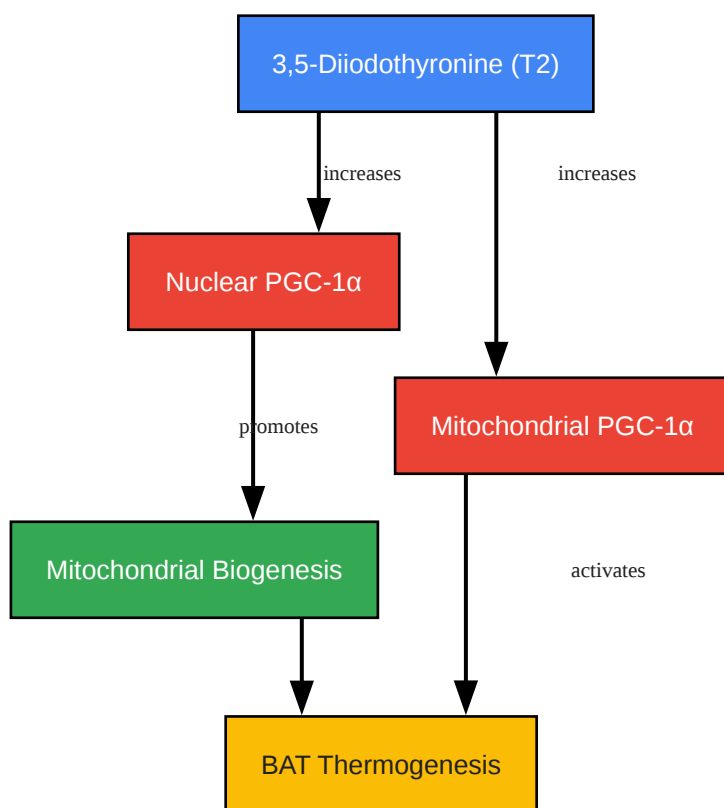 3,5-Diiodothyronine (T2)
increases
increases
Nuclear PGC-1α
Mitochondrial PGC-1α
promotes
Mitochondrial Biogenesis
activates
BAT Thermogenesis